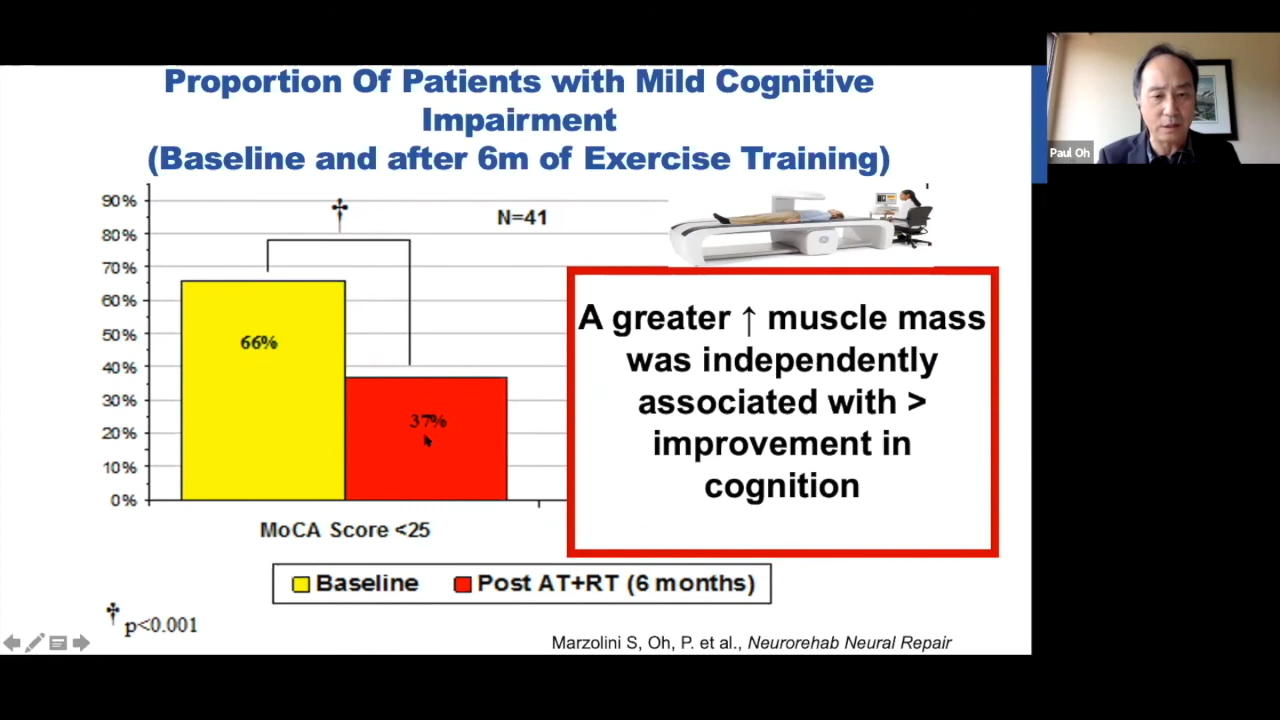 Proportion Of Patients with Mild Cognitive
Impairment
(Baseline and after 6m of Exercise Training)
Paul Oh
90%
80%
70%
60%
50%
40%
30%
20%
10%
0%
†
N=41
66%
37%
MoCA Score <25
A greater ↑ muscle mass
was independently
associated with >
improvement in
cognition
Baseline
Post AT+RT (6 months)
† p<0.001
Marzolini S, Oh, P. et al., Neurorehab Neural Repair